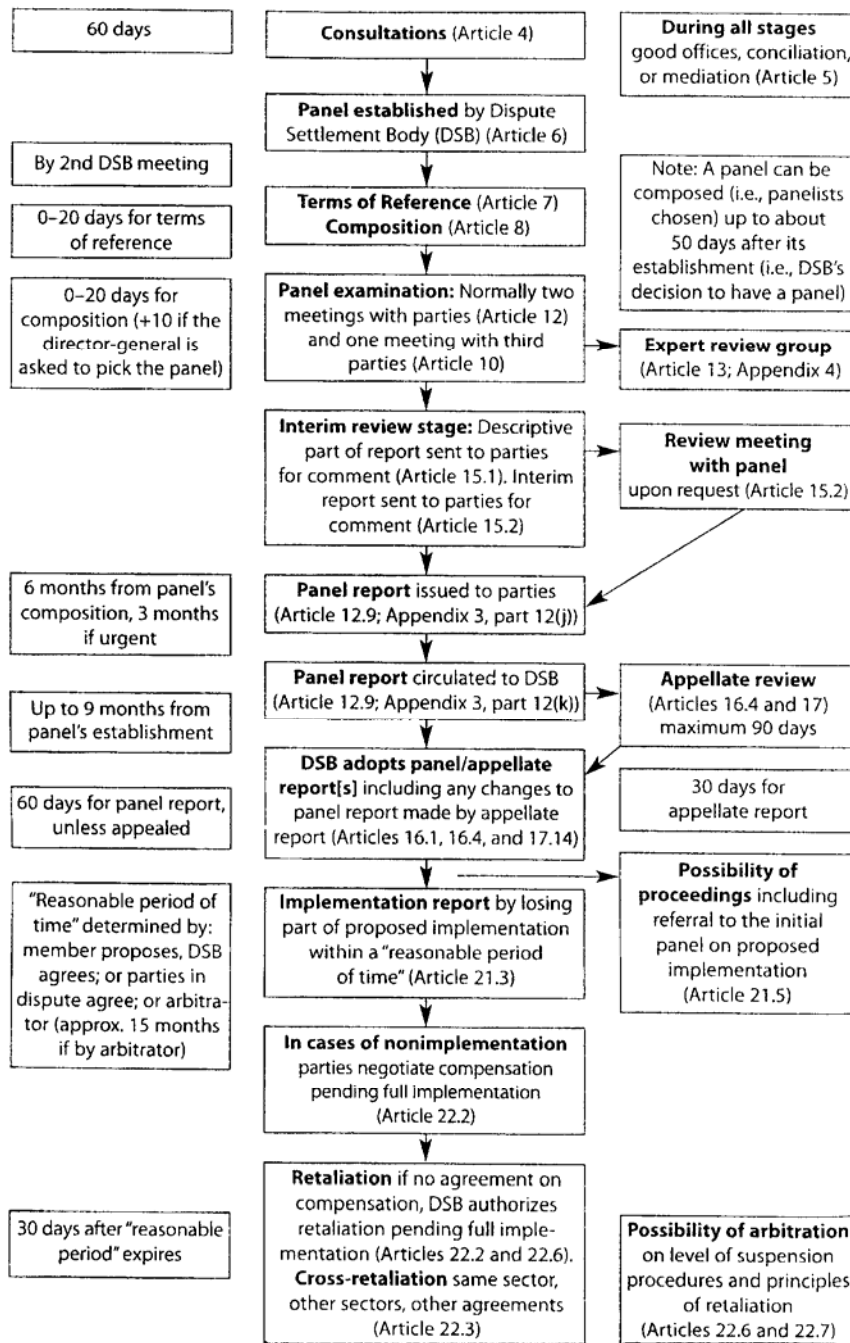 60 days
Consultations (Article 4)
During all stages
good offices, conciliation,
or mediation (Article 5)
Panel established by Dispute
Settlement Body (DSB) (Article 6)
By 2nd DSB meeting
Note: A panel can be
composed (i.e., panelists
chosen) up to about
50 days after its
establishment (i.e., DSB's
decision to have a panel)
Terms of Reference (Article 7)
Composition (Article 8)
0–20 days for terms
of reference
0–20 days for
composition (+10 if the
director-general is
asked to pick the panel)
Panel examination: Normally two
meetings with parties (Article 12)
and one meeting with third
parties (Article 10)
Expert review group
(Article 13; Appendix 4)
Interim review stage: Descriptive
part of report sent to parties
for comment (Article 15.1). Interim
report sent to parties for
comment (Article 15.2)
Review meeting
with panel
upon request (Article 15.2)
6 months from panel's
composition, 3 months
if urgent
Panel report issued to parties
(Article 12.9; Appendix 3, part 12(j))
Panel report circulated to DSB
(Article 12.9; Appendix 3, part 12(k))
Appellate review
(Articles 16.4 and 17)
maximum 90 days
Up to 9 months from
panel's establishment
DSB adopts panel/appellate
report[s] including any changes to
panel report made by appellate
report (Articles 16.1, 16.4, and 17.14)
30 days for
appellate report
60 days for panel report,
unless appealed
Possibility of
proceedings including
referral to the initial
panel on proposed
implementation
(Article 21.5)
"Reasonable period of
time" determined by:
member proposes, DSB
agrees; or parties in
dispute agree; or arbitra-
tor (approx. 15 months
if by arbitrator)
Implementation report by losing
part of proposed implementation
within a "reasonable period
of time" (Article 21.3)
In cases of nonimplementation
parties negotiate compensation
pending full implementation
(Article 22.2)
Retaliation if no agreement on
compensation, DSB authorizes
retaliation pending full imple-
mentation (Articles 22.2 and 22.6).
Cross-retaliation same sector,
other sectors, other agreements
(Article 22.3)
30 days after "reasonable
period" expires
Possibility of arbitration
on level of suspension
procedures and principles
of retaliation
(Articles 22.6 and 22.7)